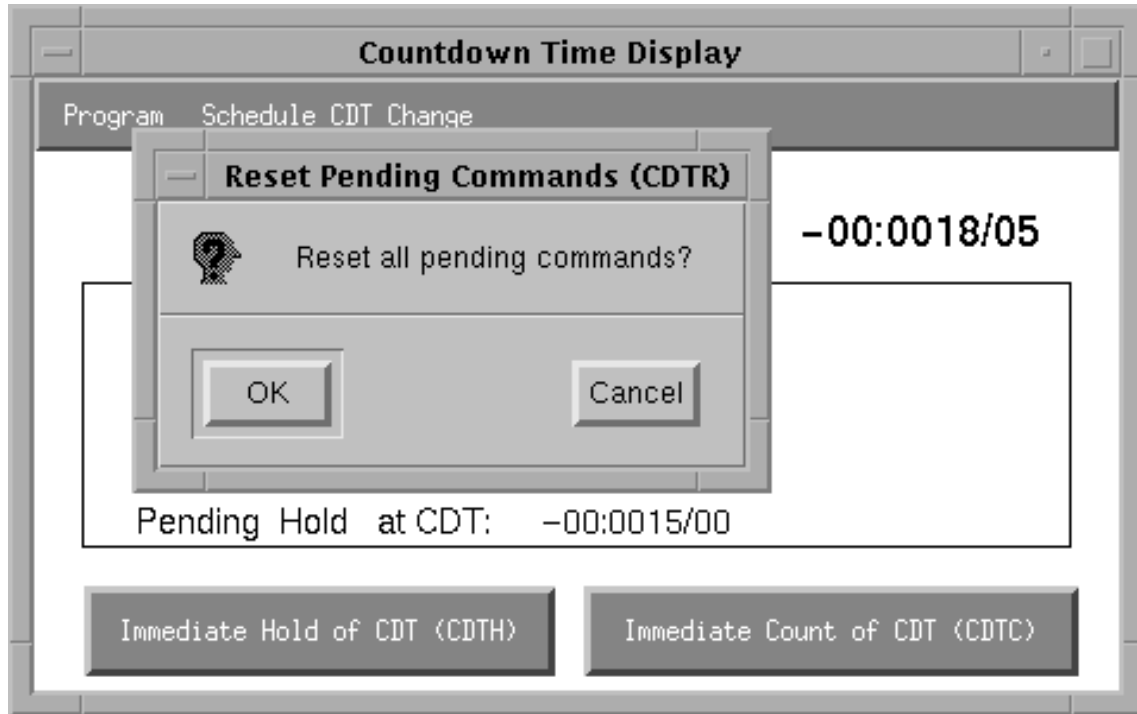 Countdown Time Display
Program Schedule CDT Change
Reset Pending Commands (CDTR)
−00:0018/05
Reset all pending commands?
OK Cancel
Pending Hold at CDT: −00:0015/00
Immediate Hold of CDT (CDTH) Immediate Count of CDT (CDTC)